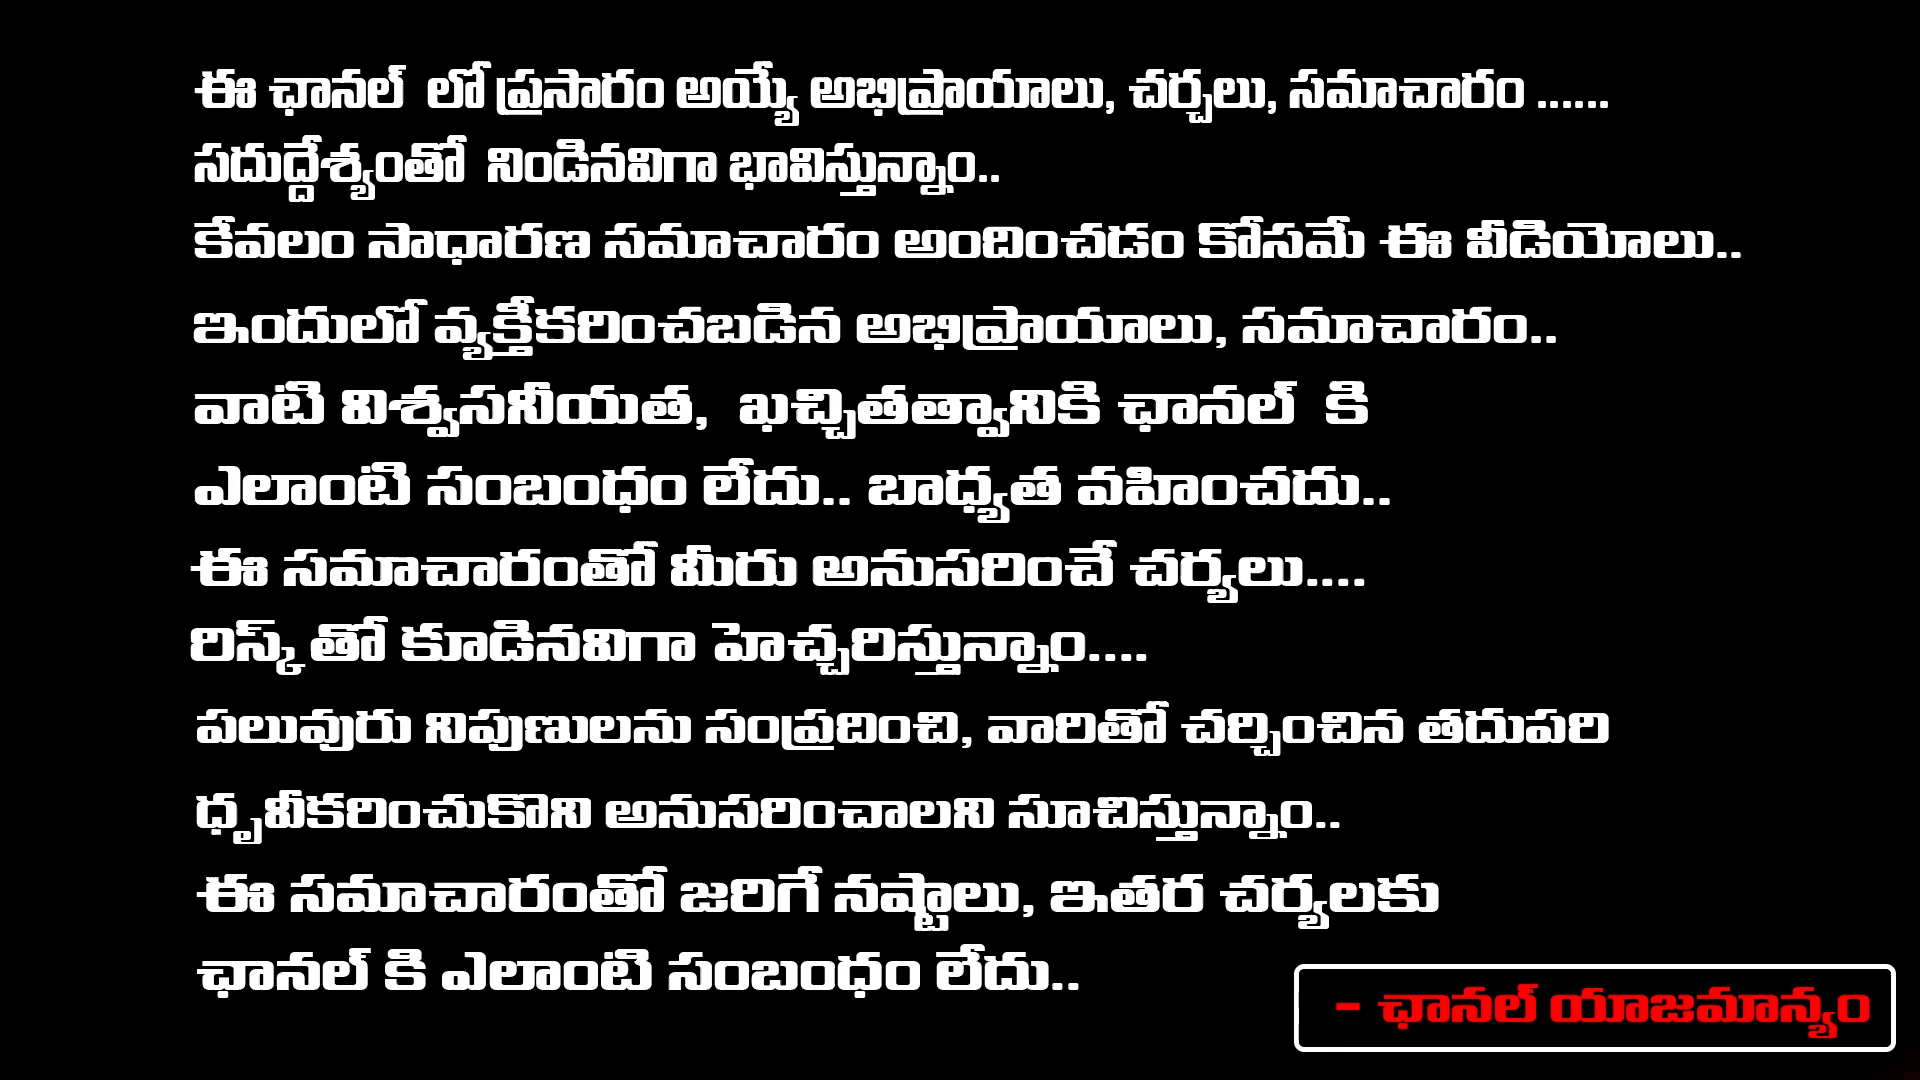 ఈ ఛానల్ లో ప్రసారం అయ్యే అభిప్రాయాలు, చర్చలు, సమాచారం ......
సదుద్దేశ్యంతో నిండినవిగా భావిస్తున్నాం..
కేవలం సాధారణ సమాచారం అందించడం కోసమే ఈ వీడియోలు..
ఇందులో వ్యక్తీకరించబడిన అభిప్రాయాలు, సమాచారం..
వాటి విశ్వసనీయత, ఖచ్చితత్వానికి ఛానల్ కి
ఎలాంటి సంబంధం లేదు.. బాధ్యత వహించదు..
ఈ సమాచారంతో మీరు అనుసరించే చర్యలు....
రిస్క్ తో కూడినవిగా హెచ్చరిస్తున్నాం....
పలువురు నిపుణులను సంప్రదించి, వారితో చర్చించిన తదుపరి
ధృవీకరించుకొని అనుసరించాలని సూచిస్తున్నాం..
ఈ సమాచారంతో జరిగే నష్టాలు, ఇతర చర్యలకు
ఛానల్ కి ఎలాంటి సంబంధం లేదు..
- ఛానల్ యాజమాన్యం